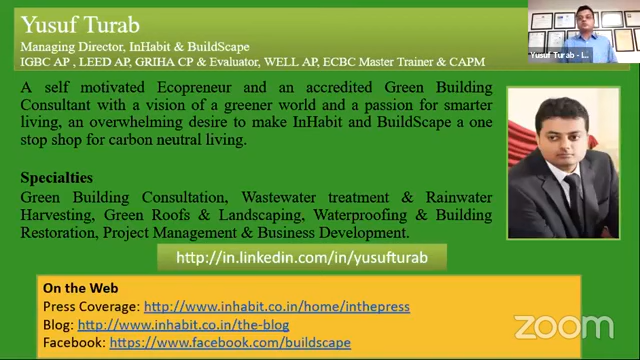 Yusuf Turab
Managing Director, InHabit & BuildScape
IGBC AP , LEED AP, GRIHA CP & Evaluator, WELL AP, ECBC Master Trainer & CAPM
A self motivated Ecopreneur and an accredited Green Building
Consultant with a vision of a greener world and a passion for smarter
living, an overwhelming desire to make InHabit and BuildScape a one
stop shop for carbon neutral living.
Specialties
Green Building Consultation, Wastewater treatment & Rainwater
Harvesting, Green Roofs & Landscaping, Waterproofing & Building
Restoration, Project Management & Business Development.
http://in.linkedin.com/in/yusufturab
On the Web
Press Coverage: http://www.inhabit.co.in/home/inthepress
Blog: http://www.inhabit.co.in/the-blog
Facebook: https://www.facebook.com/buildscape
Yusuf Turab - I...
zoom